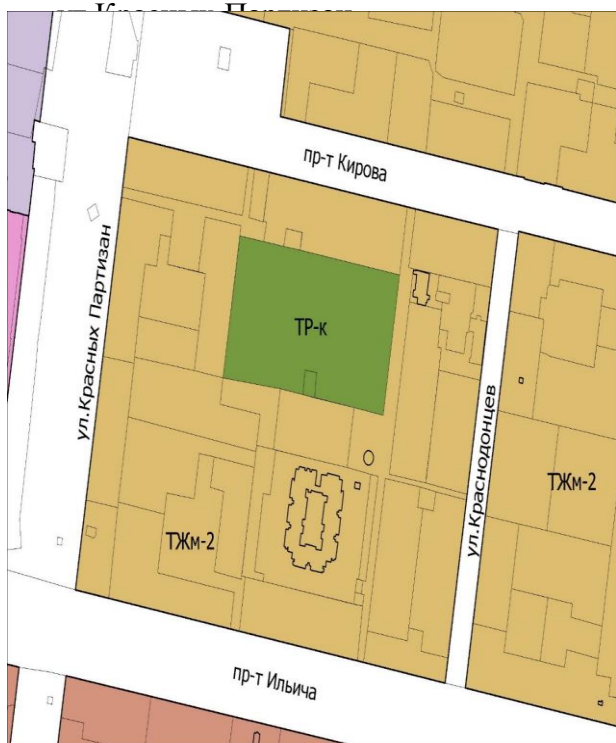 пр-т Кирова
ул.Красных Партизан
ТР-к
ул.Краснодонцев
ТЖм-2
ТЖм-2
пр-т Ильича